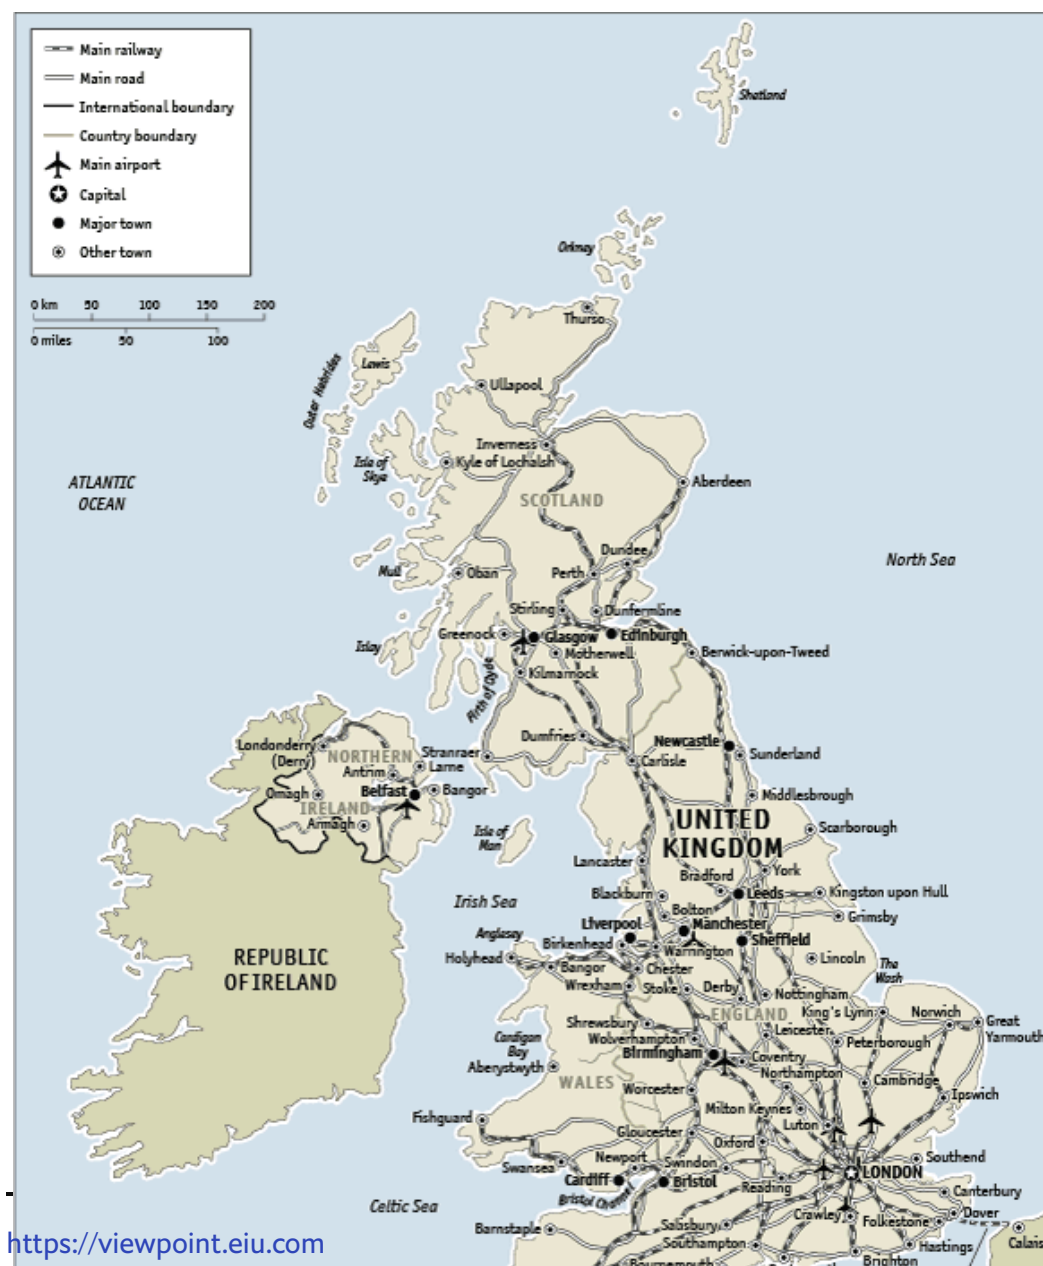 Main railway
Main road
International boundary
Country boundary
Main airport
Capital
Major town
Other town
0 km 50 100 150 200
0 miles 50 100
Shetland
Orkney
Thurso
Outer Hebrides
Lewis
Ullapool
Inverness
Isle of
Skye
Kyle of Lochalsh
ATLANTIC
OCEAN
Aberdeen
SCOTLAND
North Sea
Mull
Oban
Perth
Dundee
Stirling
Dunfermline
Islay
Greenock
Glasgow
Edinburgh
Motherwell
Berwick-upon-Tweed
Kilmarnock
Firth of Clyde
Londonderry
(Derry)
NORTHERN
IRELAND
Antrim
Stranraer
Larne
Dumfries
Newcastle
Sunderland
Carlisle
Omagh
Belfast
Bangor
Armagh
Middlesbrough
UNITED
KINGDOM
Isle of
Man
Scarborough
Lancaster
York
Bradford
Leeds
Kingston upon Hull
Irish Sea
Blackburn
Bolton
Grimsby
Liverpool
Manchester
Sheffield
Anglesey
Birkenhead
Warrington
Holyhead
Bangor
Chester
Lincoln
The
Wash
REPUBLIC
OF IRELAND
Wrexham
Stoke
Derby
Nottingham
ENGLAND
King's Lynn
Norwich
Great
Yarmouth
Shrewsbury
Leicester
Wolverhampton
Peterborough
Cardigan
Bay
Birmingham
Coventry
Aberystwyth
Northampton
WALES
Cambridge
Worcester
Ipswich
Milton Keynes
Fishguard
Luton
Gloucester
Oxford
Newport
Swansea
Swindon
LONDON
Southend
Cardiff
Bristol
Reading
Bristol Channel
Canterbury
Celtic Sea
Crawley
Dover
Folkestone
Barnstaple
Salisbury
Southampton
Hastings
Calais
Bournemouth
Brighton
https://viewpoint.eiu.com